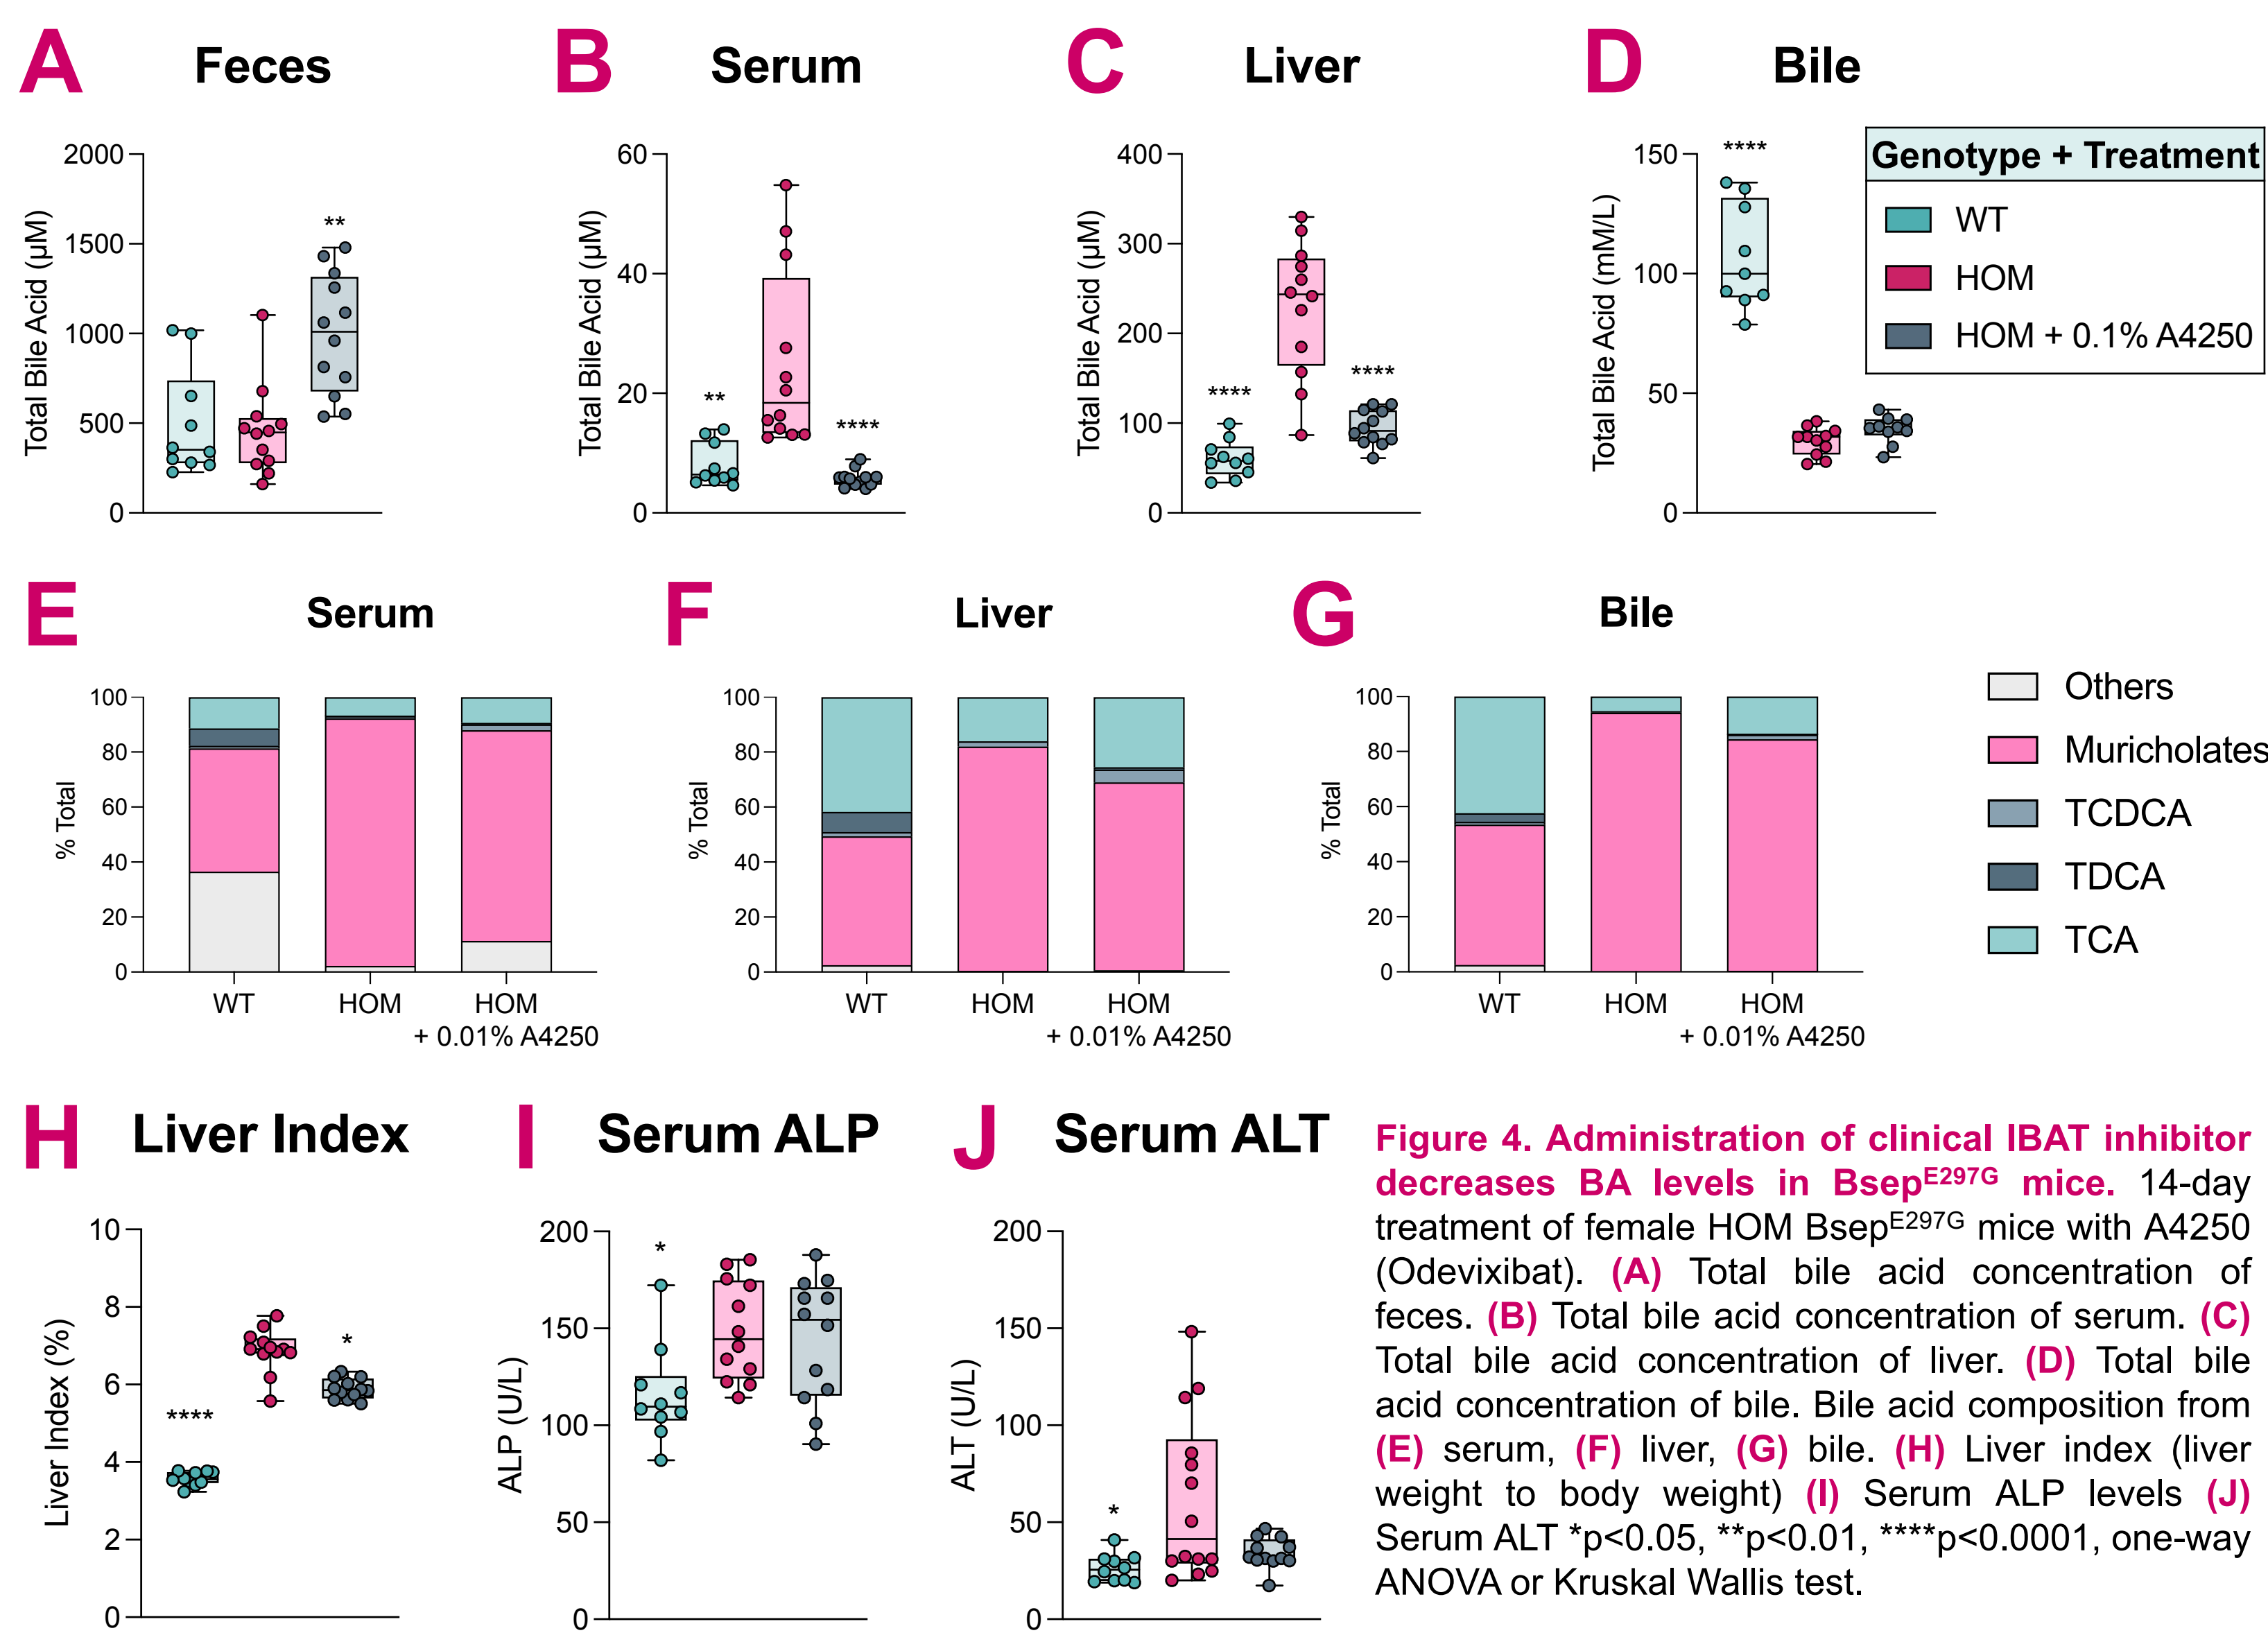 A Feces
B Serum
C Liver
D Bile
Total Bile Acid (µM)
2000
1500
1000
500
0
**
Total Bile Acid (µM)
60
40
20
0
**
****
Total Bile Acid (µM)
400
300
200
100
0
****
****
Total Bile Acid (mM/L)
150
100
50
0
****
Genotype + Treatment
WT
HOM
HOM + 0.1% A4250
E Serum
% Total
100
80
60
40
20
0
WT
HOM
HOM
+ 0.01% A4250
F Liver
% Total
100
80
60
40
20
0
WT
HOM
HOM
+ 0.01% A4250
G Bile
% Total
100
80
60
40
20
0
WT
HOM
HOM
+ 0.01% A4250
Others
Muricholates
TCDCA
TDCA
TCA
H Liver Index
Liver Index (%)
10
8
6
4
2
0
****
*
I Serum ALP
ALP (U/L)
200
150
100
50
0
*
J Serum ALT
ALT (U/L)
200
150
100
50
0
*
Figure 4. Administration of clinical IBAT inhibitor
decreases BA levels in Bsep^E297G mice. 14-day
treatment of female HOM Bsep^E297G mice with A4250
(Odevixibat). (A) Total bile acid concentration of
feces. (B) Total bile acid concentration of serum. (C)
Total bile acid concentration of liver. (D) Total bile
acid concentration of bile. Bile acid composition from
(E) serum, (F) liver, (G) bile. (H) Liver index (liver
weight to body weight) (I) Serum ALP levels (J)
Serum ALT *p<0.05, **p<0.01, ****p<0.0001, one-way
ANOVA or Kruskal Wallis test.